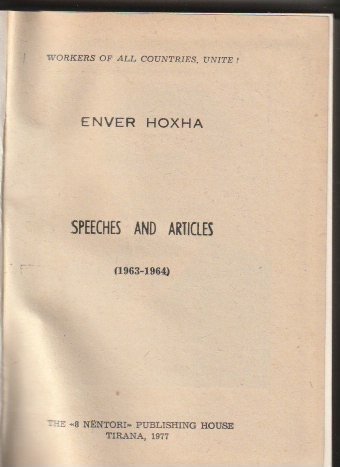 WORKERS OF ALL COUNTRIES, UNITE!
ENVER HOXHA
SPEECHES AND ARTICLES
(1963-1964)
THE «8 NËNTORI» PUBLISHING HOUSE
TIRANA, 1977